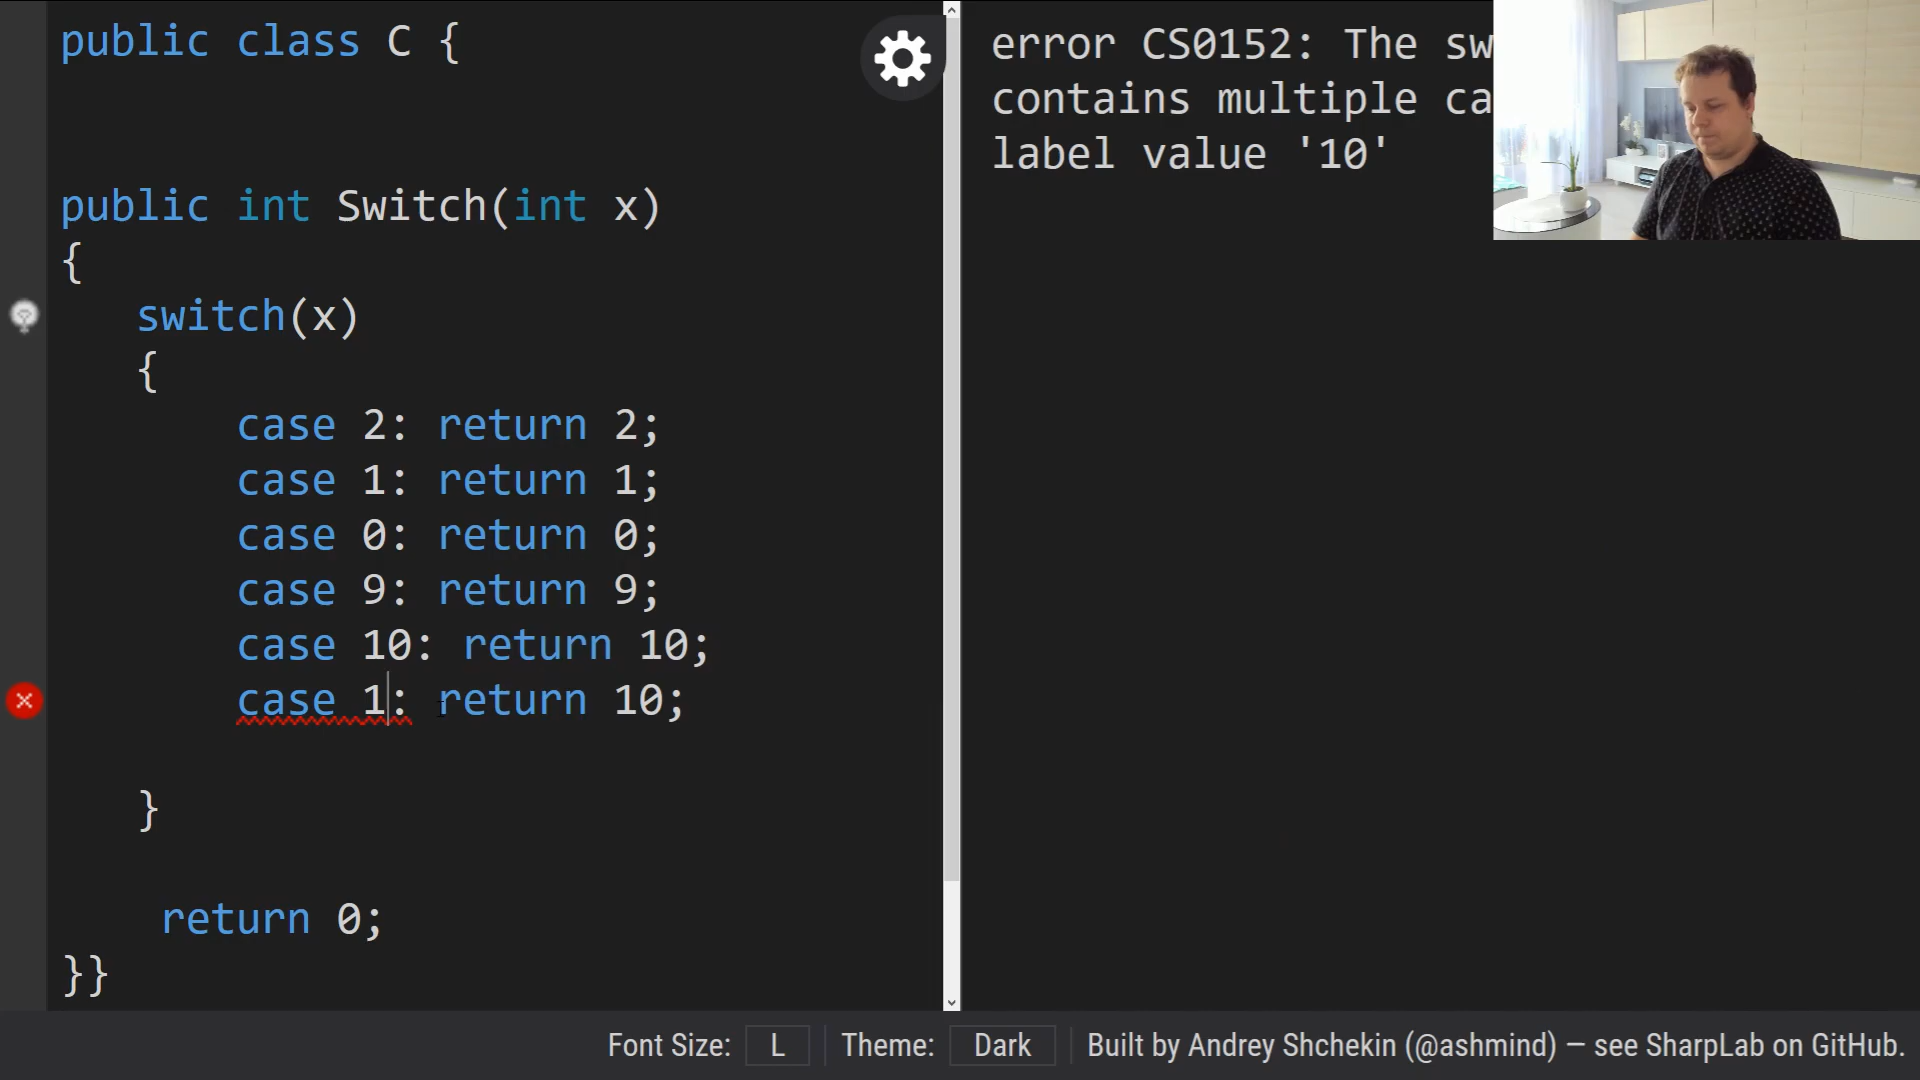 public class C {
public int Switch(int x)
{
switch(x)
{
case 2: return 2;
case 1: return 1;
case 0: return 0;
case 9: return 9;
case 10: return 10;
case 1: return 10;
}
return 0;
}}
error CS0152: The sw
contains multiple ca
label value '10'
Font Size: L Theme: Dark Built by Andrey Shchekin (@ashmind) — see SharpLab on GitHub.